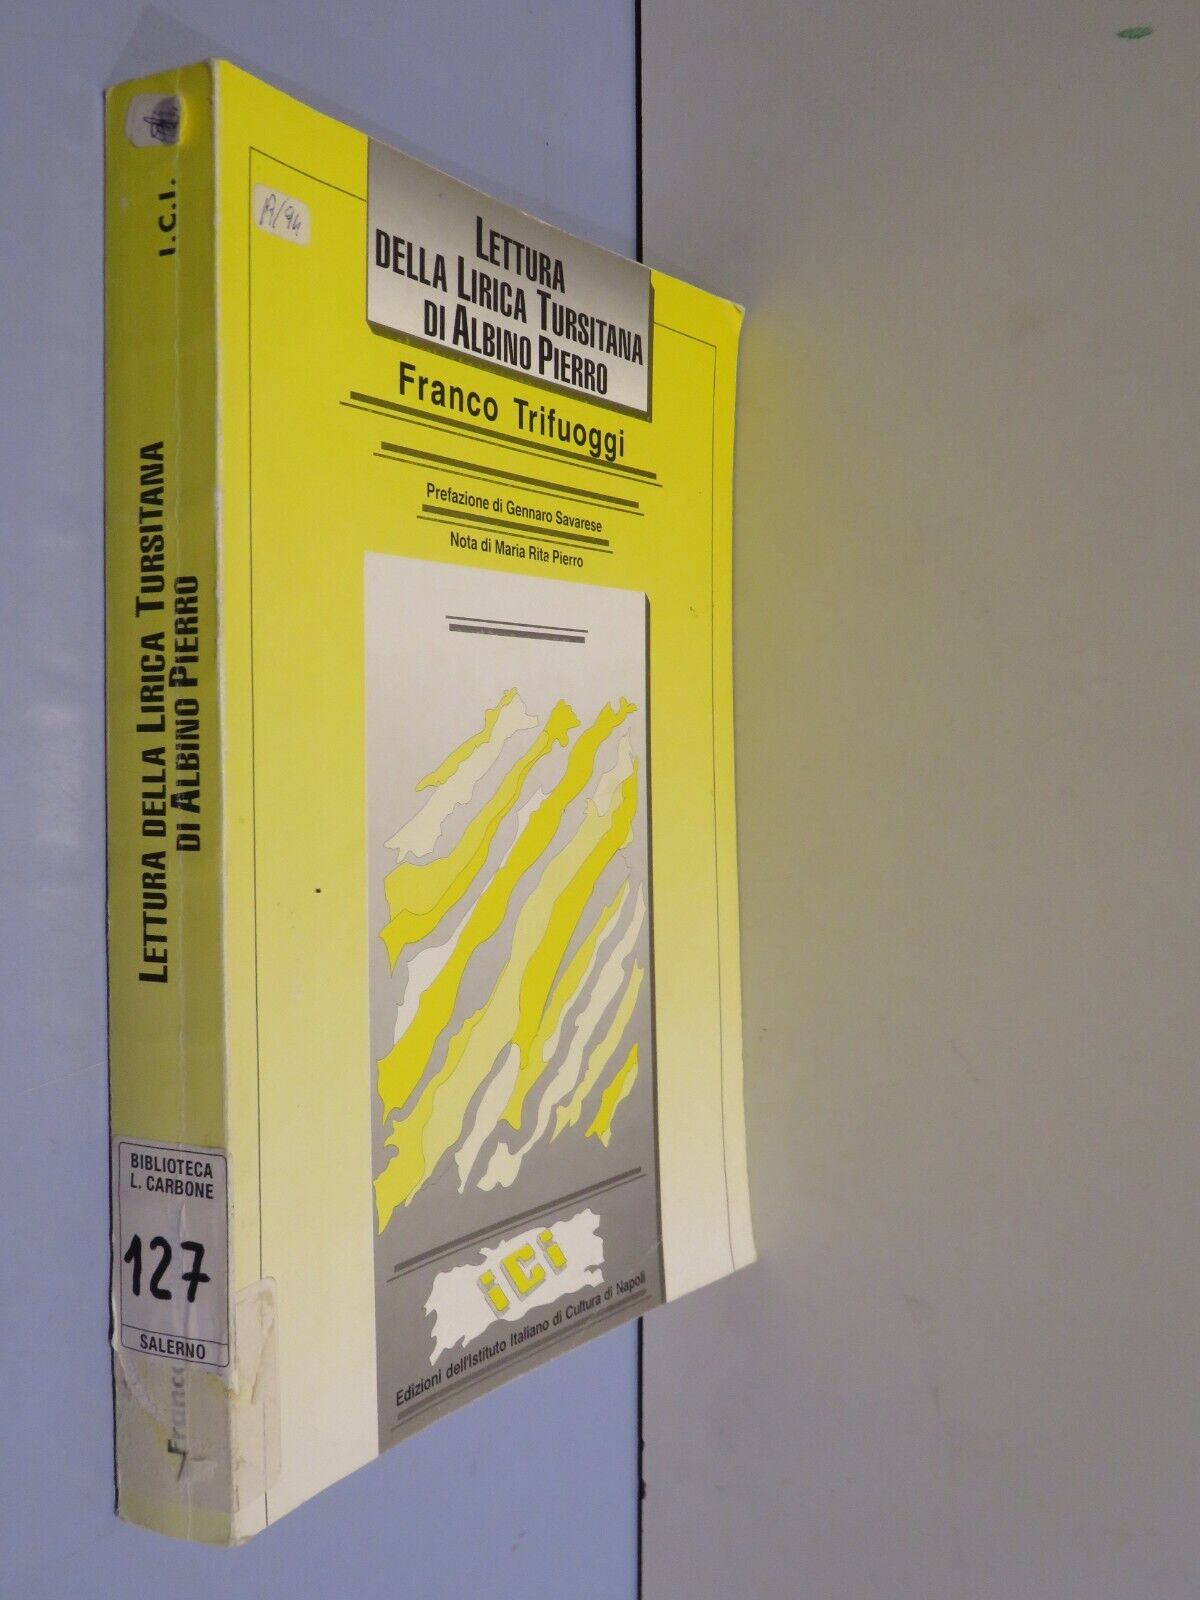 I.C.I.
LETTURA DELLA LIRICA TURSITANA
DI ALBINO PIERRO
BIBLIOTECA
L. CARBONE
127
SALERNO
Franco
LETTURA
DELLA LIRICA TURSITANA
DI ALBINO PIERRO
Franco Trifuoggi
Prefazione di Gennaro Savarese
Nota di Maria Rita Pierro
ici
Edizioni dell'Istituto Italiano di Cultura di Napoli